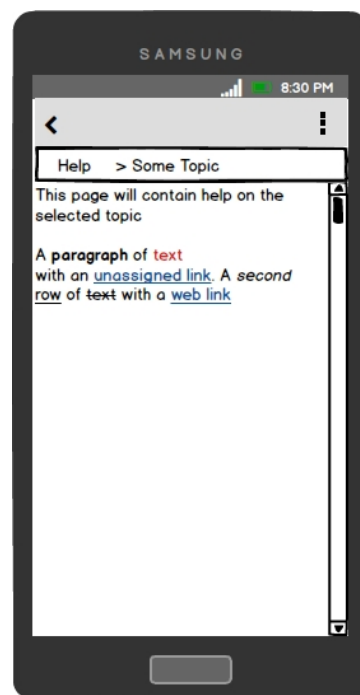 SAMSUNG
8:30 PM
Help > Some Topic
This page will contain help on the
selected topic
A paragraph of text
with an unassigned link. A second
row of text with a web link